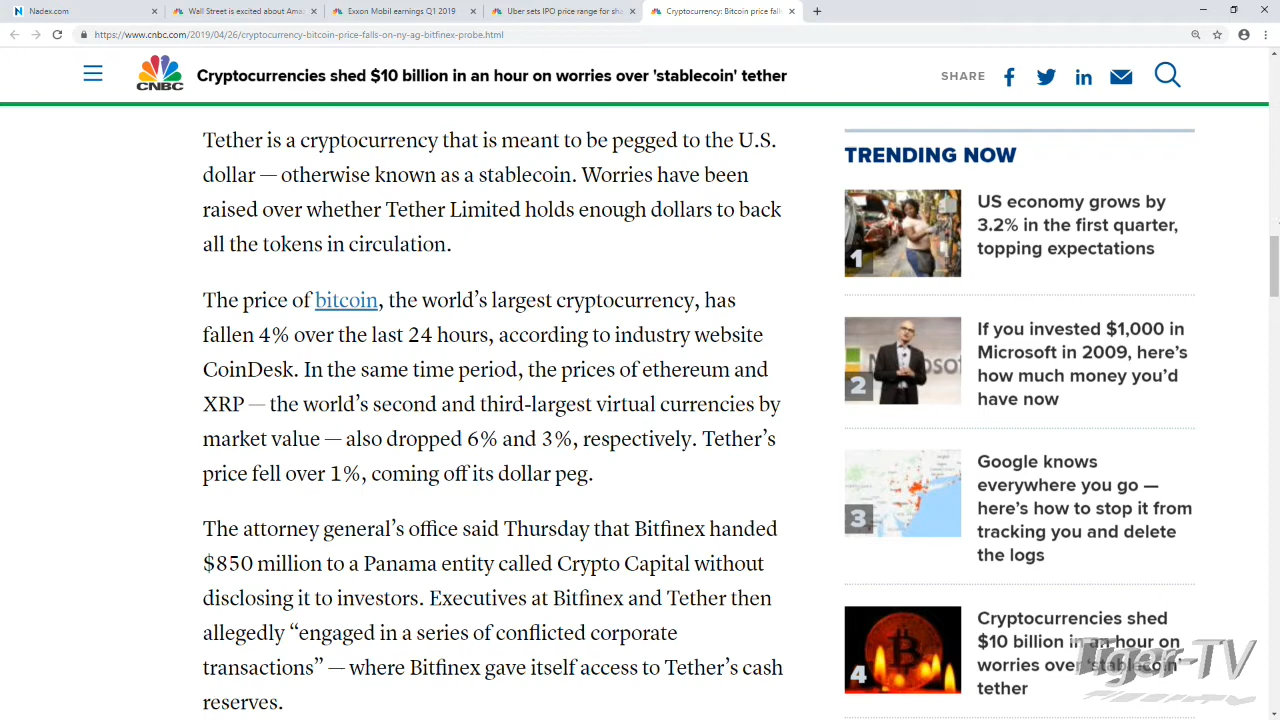 Nadex.com
Wall Street is excited about Amaz
Exxon Mobil earnings Q1 2019
Uber sets IPO price range for sha
Cryptocurrency: Bitcoin price fall
https://www.cnbc.com/2019/04/26/cryptocurrency-bitcoin-price-falls-on-ny-ag-bitfinex-probe.html
CNBC
Cryptocurrencies shed $10 billion in an hour on worries over 'stablecoin' tether
SHARE
Tether is a cryptocurrency that is meant to be pegged to the U.S.
dollar — otherwise known as a stablecoin. Worries have been
raised over whether Tether Limited holds enough dollars to back
all the tokens in circulation.
The price of bitcoin, the world’s largest cryptocurrency, has
fallen 4% over the last 24 hours, according to industry website
CoinDesk. In the same time period, the prices of ethereum and
XRP — the world’s second and third-largest virtual currencies by
market value — also dropped 6% and 3%, respectively. Tether’s
price fell over 1%, coming off its dollar peg.
The attorney general’s office said Thursday that Bitfinex handed
$850 million to a Panama entity called Crypto Capital without
disclosing it to investors. Executives at Bitfinex and Tether then
allegedly “engaged in a series of conflicted corporate
transactions” — where Bitfinex gave itself access to Tether’s cash
reserves.
TRENDING NOW
1
US economy grows by
3.2% in the first quarter,
topping expectations
2
If you invested $1,000 in
Microsoft in 2009, here’s
how much money you’d
have now
3
Google knows
everywhere you go —
here’s how to stop it from
tracking you and delete
the logs
4
Cryptocurrencies shed
$10 billion in an hour on
worries over ‘stablecoin’
tether
Tiger-TV